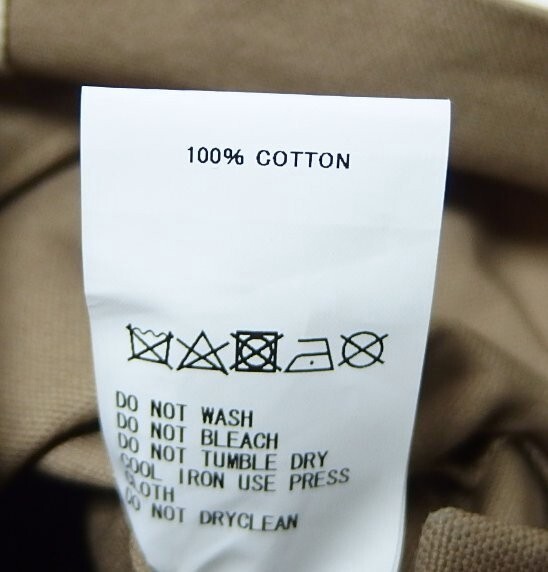 100% COTTON
DO NOT WASH
DO NOT BLEACH
DO NOT TUMBLE DRY
COOL IRON USE PRESS
CLOTH
DO NOT DRYCLEAN